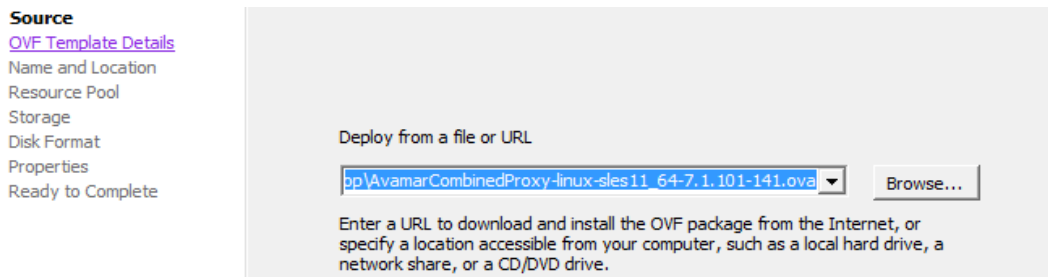 Source
OVF Template Details
Name and Location
Resource Pool
Storage
Disk Format
Properties
Ready to Complete
Deploy from a file or URL
op\AvamarCombinedProxy-linux-sles11_64-7.1.101-141.ova
Browse...
Enter a URL to download and install the OVF package from the Internet, or
specify a location accessible from your computer, such as a local hard drive, a
network share, or a CD/DVD drive.